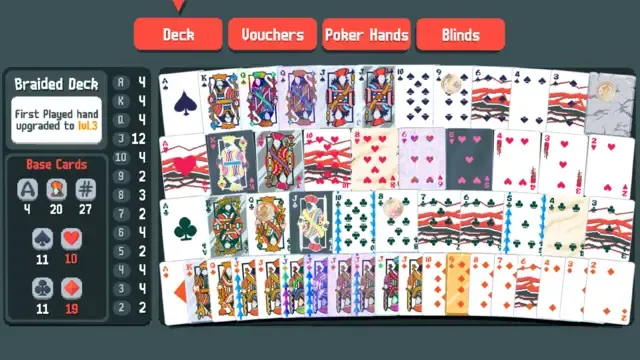 Deck
Vouchers
Poker Hands
Blinds
Braided Deck
First Played hand
upgraded to lvl.3
Base Cards
A #
4 20 27
11 10
11 19
A 4
K 4
Q 4
J 12
10 4
9 2
8 3
7 2
6 4
5 2
4 4
3 4
2 2